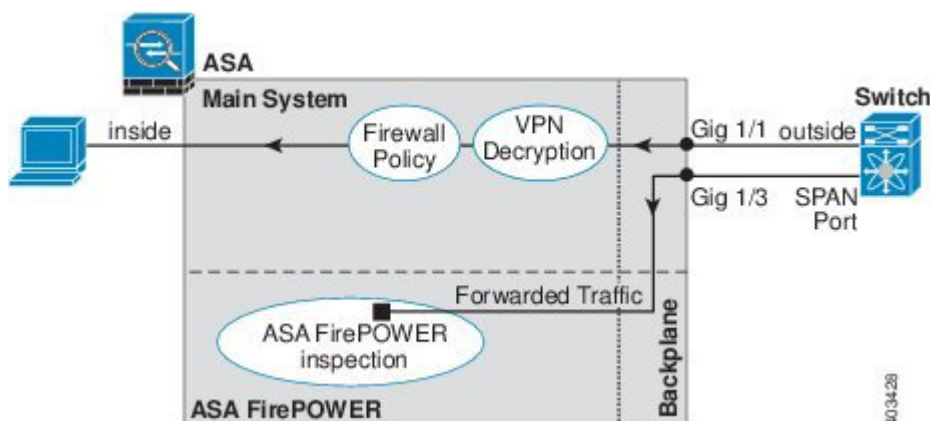 ASA
Main System
Switch
inside
Firewall
Policy
VPN
Decryption
Gig 1/1
outside
Gig 1/3
SPAN
Port
Forwarded Traffic
ASA FirePOWER
inspection
Backplane
ASA FirePOWER
403428